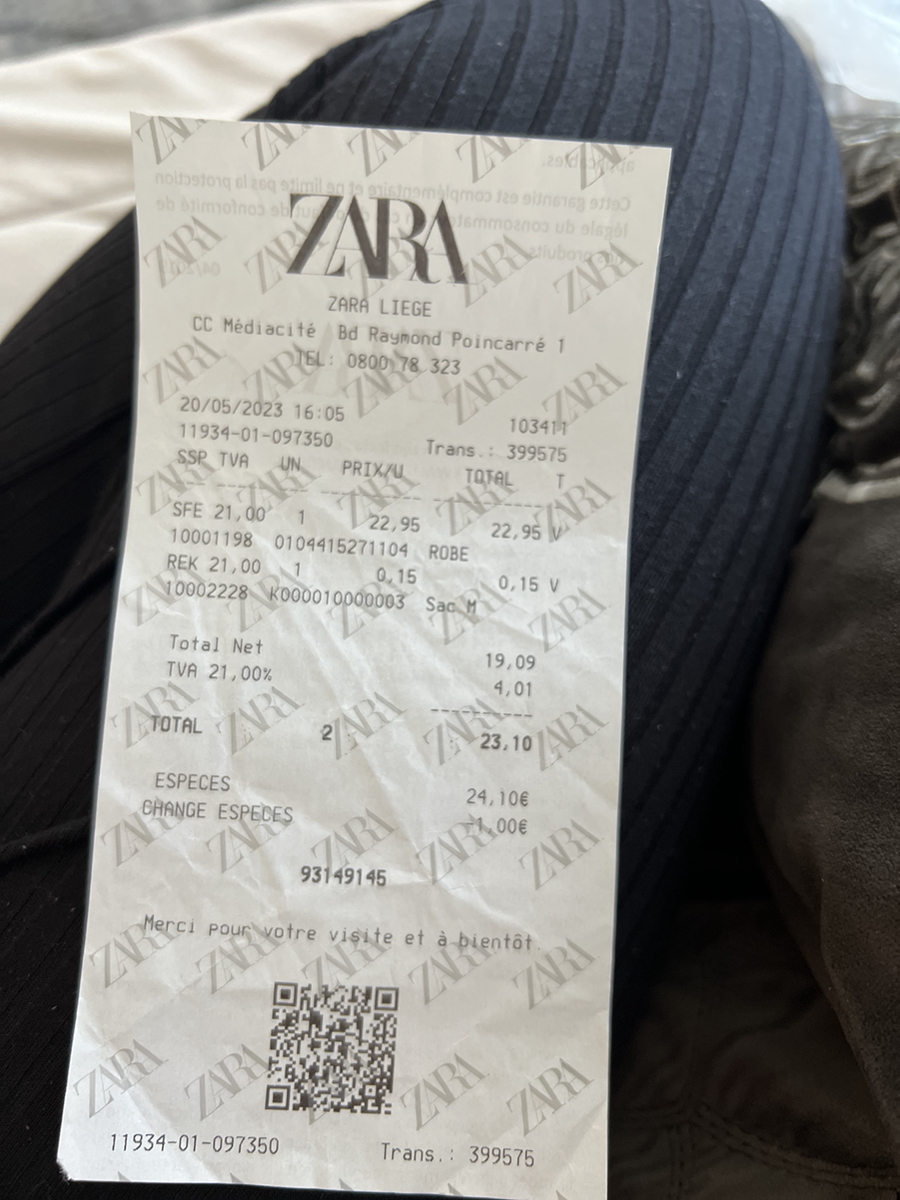 ZARA
ZARA LIEGE
CC Médiacité Bd Raymond Poincarré 1
TEL: 0800 78 323
20/05/2023 16:05 103411
11934-01-097350 Trans.: 399575
SSP TVA UN PRIX/U TOTAL T
SFE 21,00 1 22,95 22,95 V
10001198 0104415271104 ROBE
REK 21,00 1 0,15 0,15 V
10002228 K000010000003 Sac M
Total Net 19,09
TVA 21,00% 4,01
TOTAL 2 23,10
ESPECES 24,10€
CHANGE ESPECES -1,00€
93149145
Merci pour votre visite et à bientôt.
11934-01-097350 Trans.: 399575